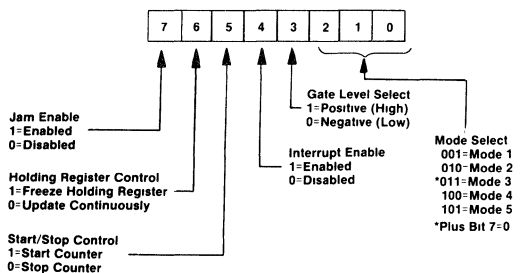 7 6 5 4 3 2 1 0
Jam Enable
1=Enabled
0=Disabled
Holding Register Control
1=Freeze Holding Register
0=Update Continuously
Start/Stop Control
1=Start Counter
0=Stop Counter
Interrupt Enable
1=Enabled
0=Disabled
Gate Level Select
1=Positive (High)
0=Negative (Low)
Mode Select
001=Mode 1
010-Mode 2
*011=Mode 3
100=Mode 4
101=Mode 5
*Plus Bit 7=0